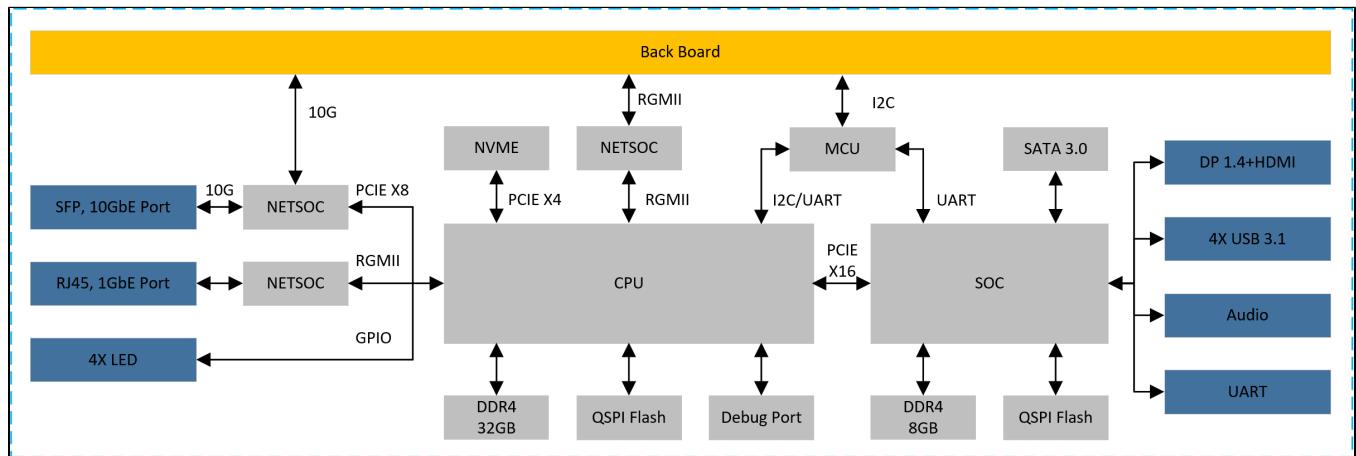 Back Board
10G
RGMII
I2C
NVME
NETSOC
MCU
SATA 3.0
DP 1.4+HDMI
SFP, 10GbE Port
10G
NETSOC
PCIE X8
PCIE X4
RGMII
I2C/UART
UART
4X USB 3.1
RJ45, 1GbE Port
NETSOC
RGMII
CPU
PCIE
X16
SOC
Audio
4X LED
GPIO
UART
DDR4
32GB
QSPI Flash
Debug Port
DDR4
8GB
QSPI Flash